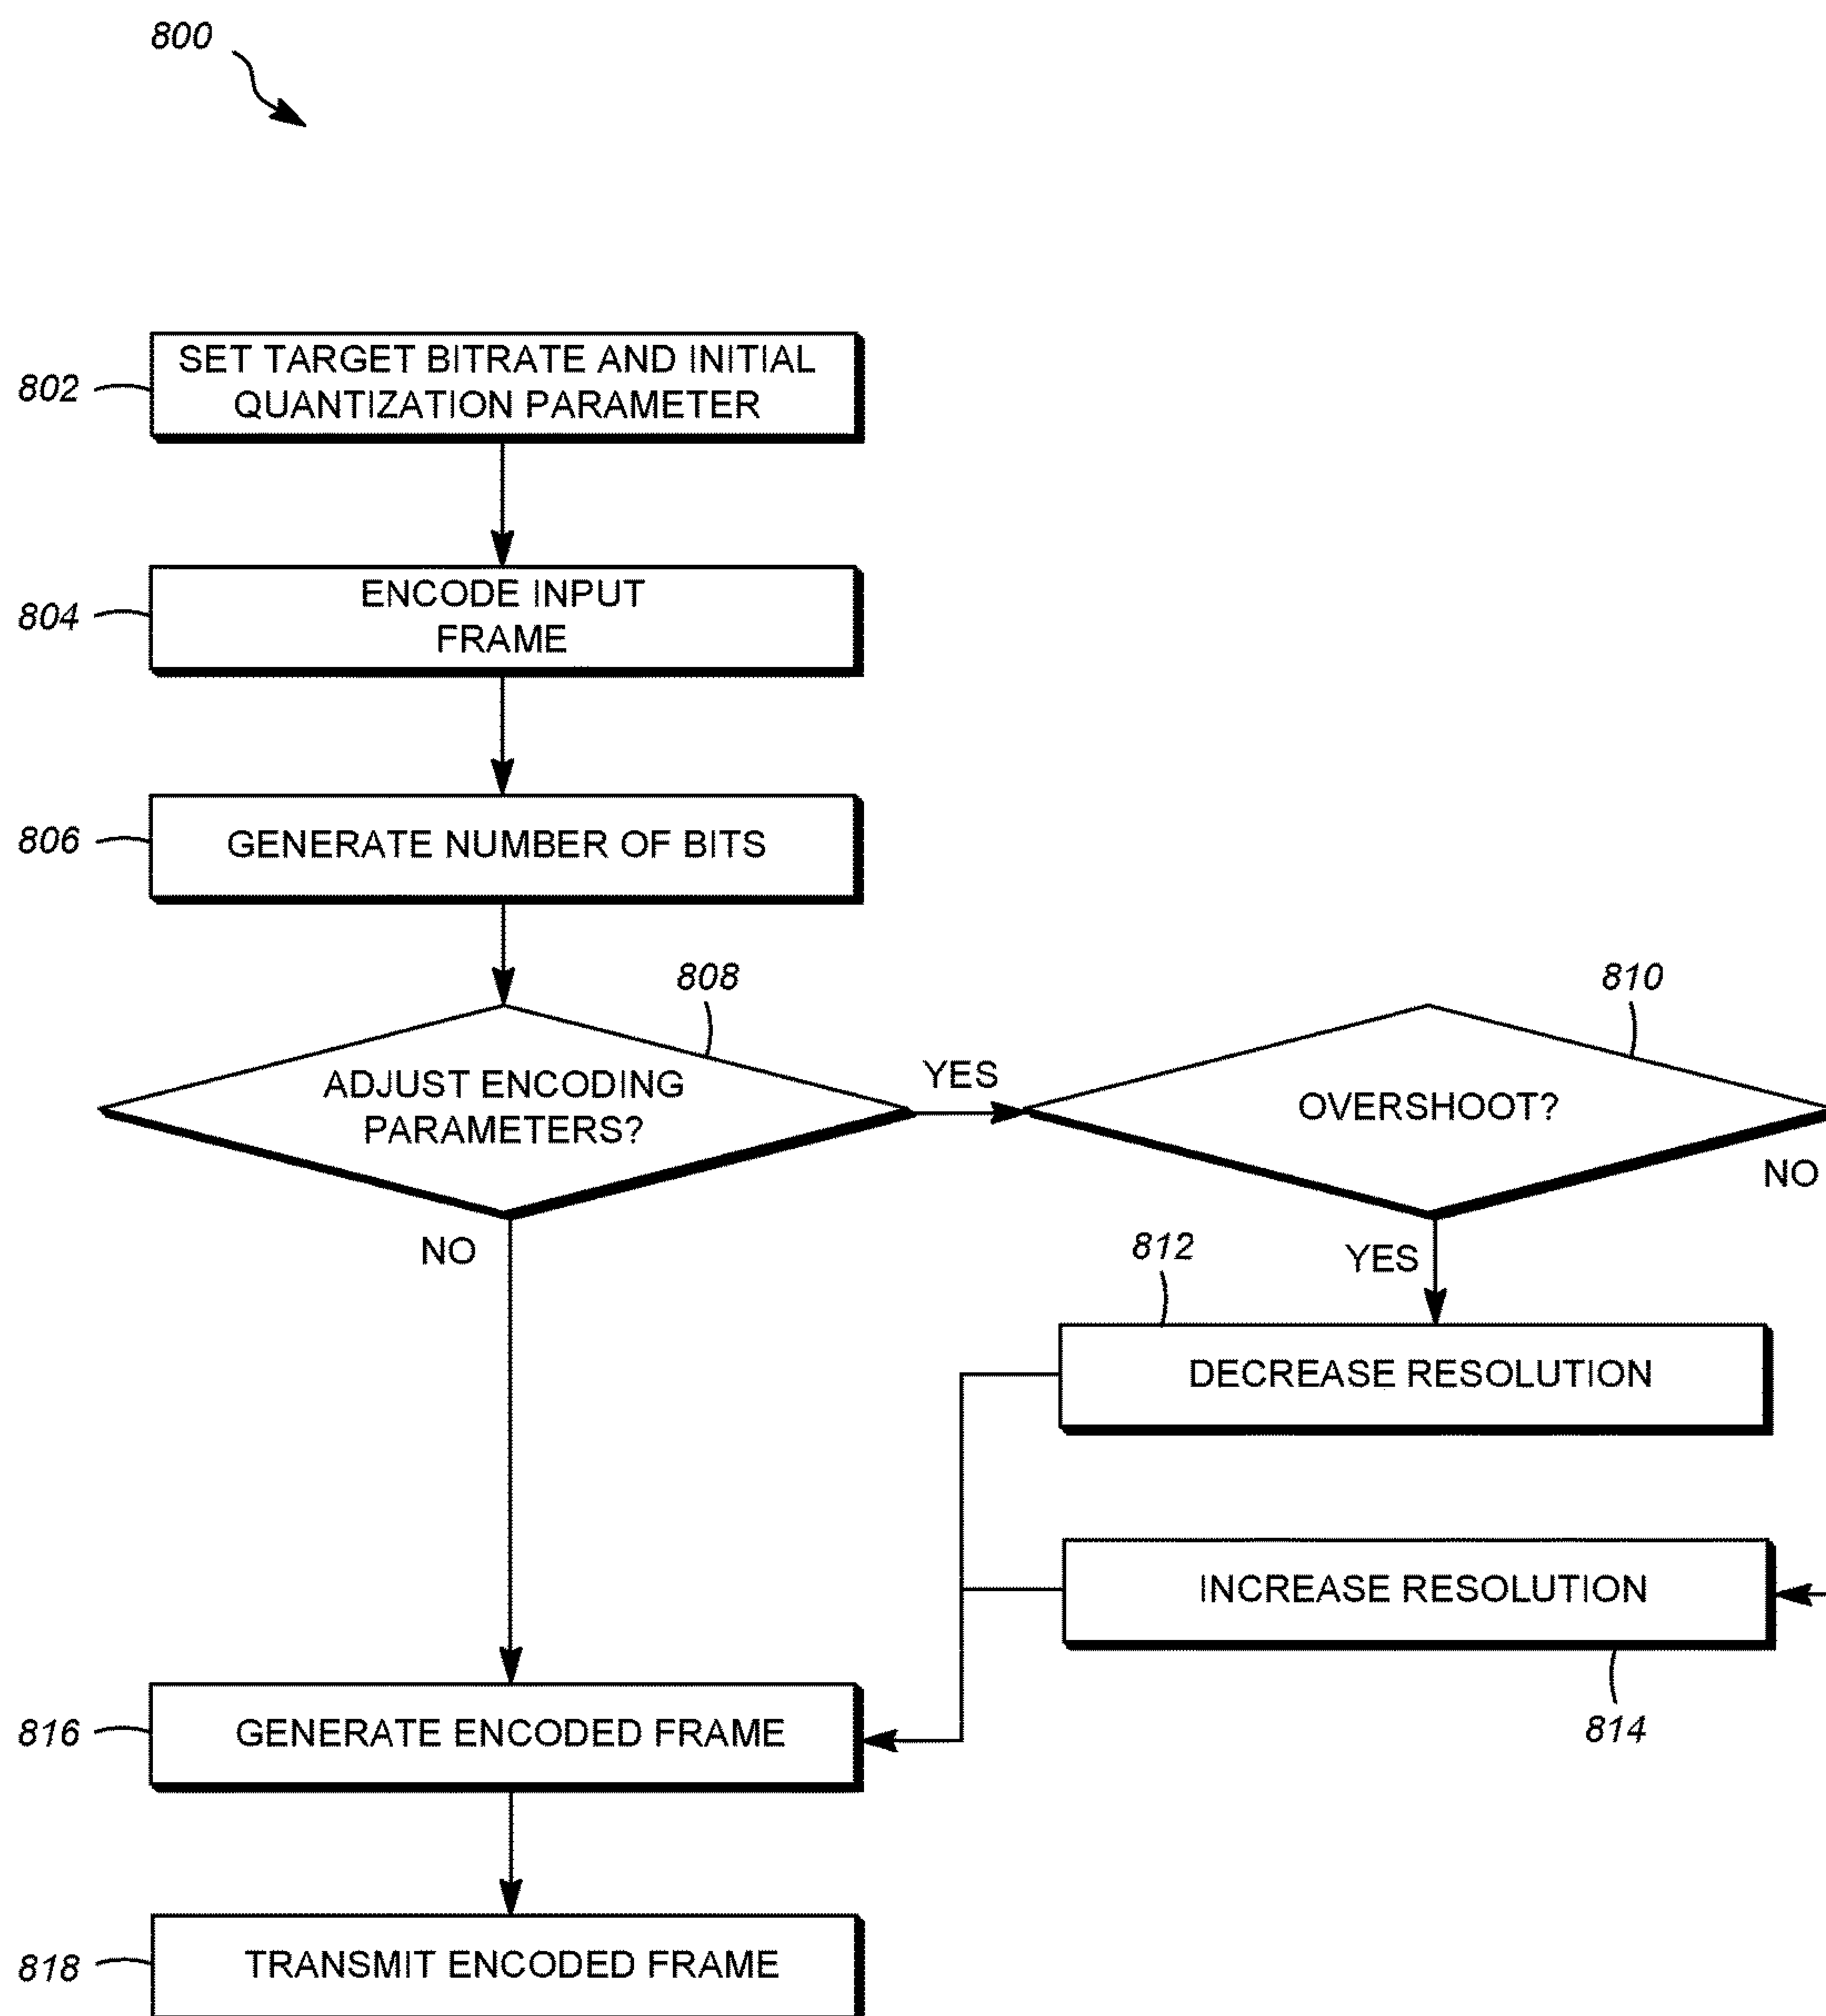 800
802
SET TARGET BITRATE AND INITIAL
QUANTIZATION PARAMETER
804
ENCODE INPUT
FRAME
806
GENERATE NUMBER OF BITS
808
ADJUST ENCODING
PARAMETERS?
YES
NO
810
OVERSHOOT?
NO
YES
812
DECREASE RESOLUTION
INCREASE RESOLUTION
814
816
GENERATE ENCODED FRAME
818
TRANSMIT ENCODED FRAME